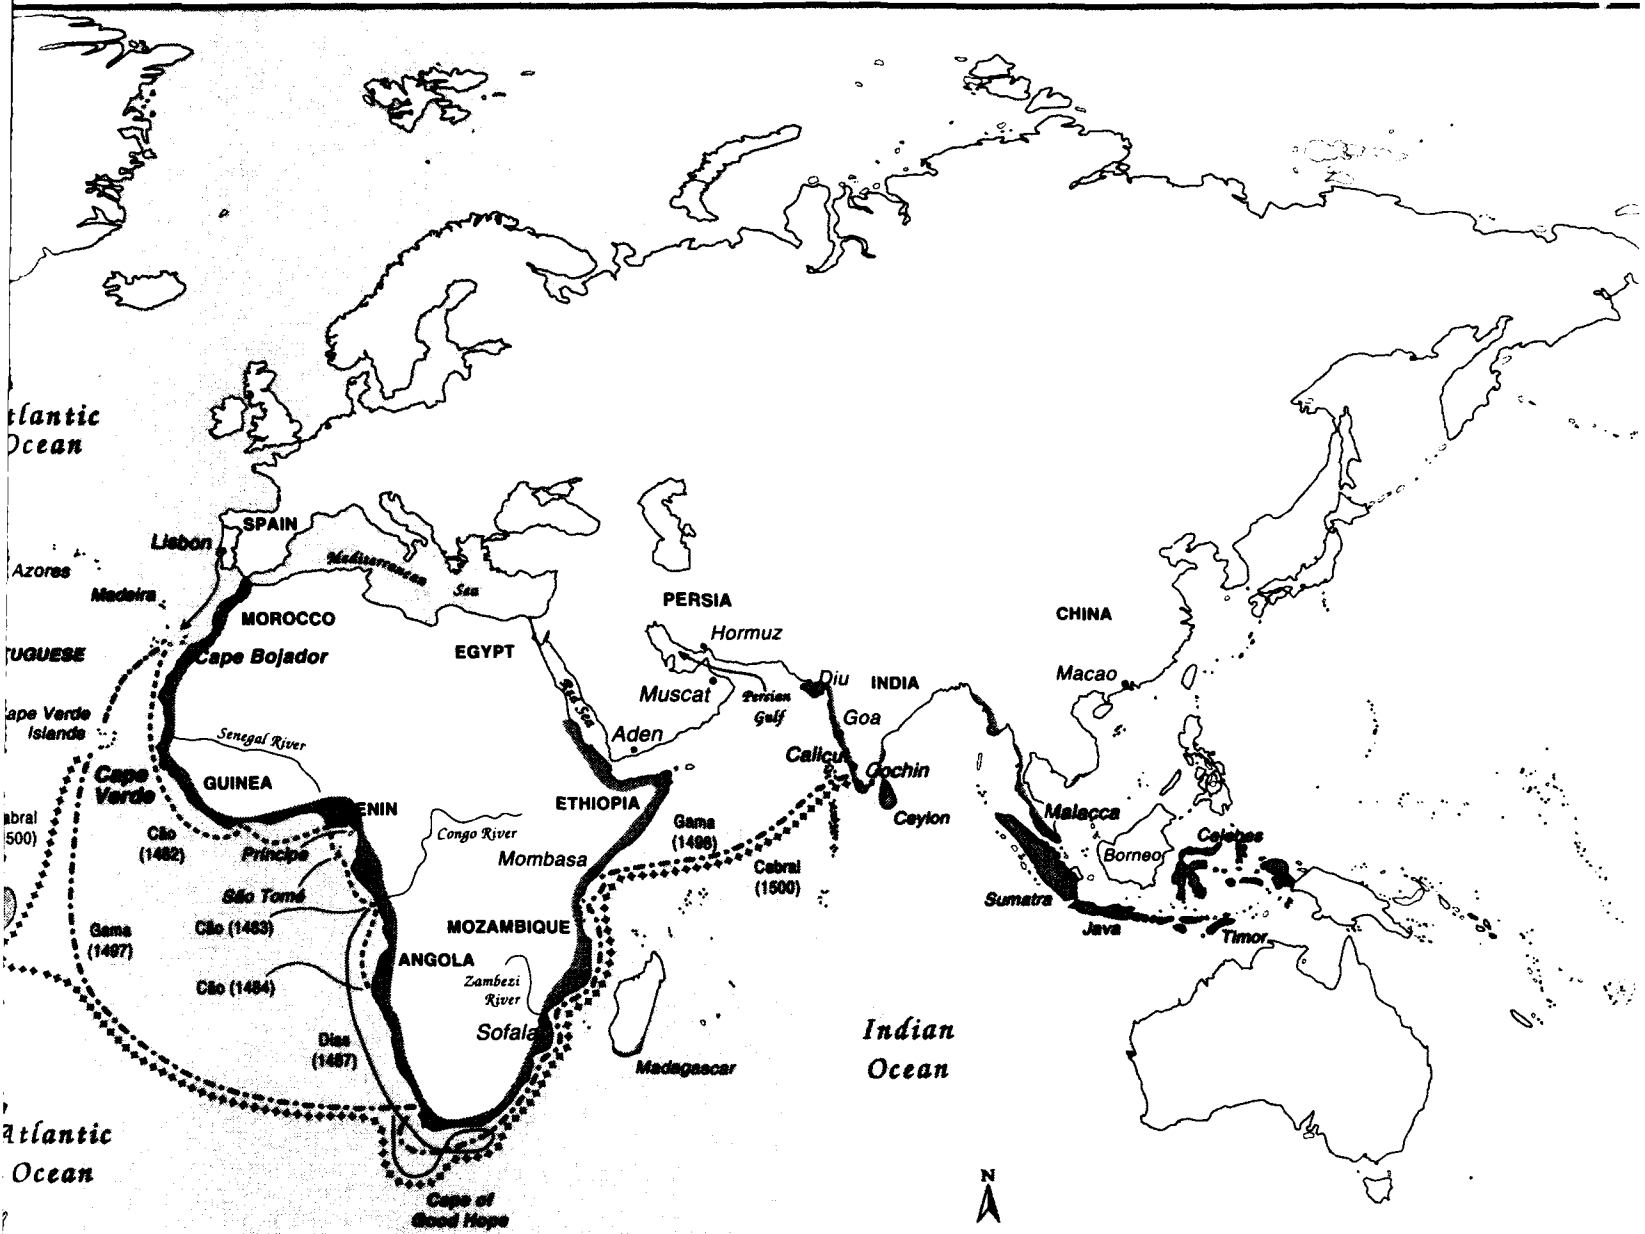 tlantic
Ocean
SPAIN
Lisbon
Mediterranean
Sea
Azores
Madeira
MOROCCO
PERSIA
CHINA
TUGUESE
Cape Bojador
EGYPT
Hormuz
Red Sea
Muscat
Persian
Gulf
Diu
INDIA
Macao
ape Verde
Islands
Senegal River
Aden
Goa
Calicu
Cochin
Cape
Verde
GUINEA
ENIN
ETHIOPIA
Ceylon
Malacca
abral
500)
Cão
(1482)
Príncipe
Congo River
Mombasa
Gama
(1498)
Cabral
(1500)
Celebes
Borneo
São Tomé
Sumatra
Cão (1483)
MOZAMBIQUE
Java
Timor
Gama
(1497)
ANGOLA
Cão (1484)
Zambezi
River
Sofala
Dias
(1487)
Madagascar
Indian
Ocean
Atlantic
Ocean
Cape of
Good Hope
N
?